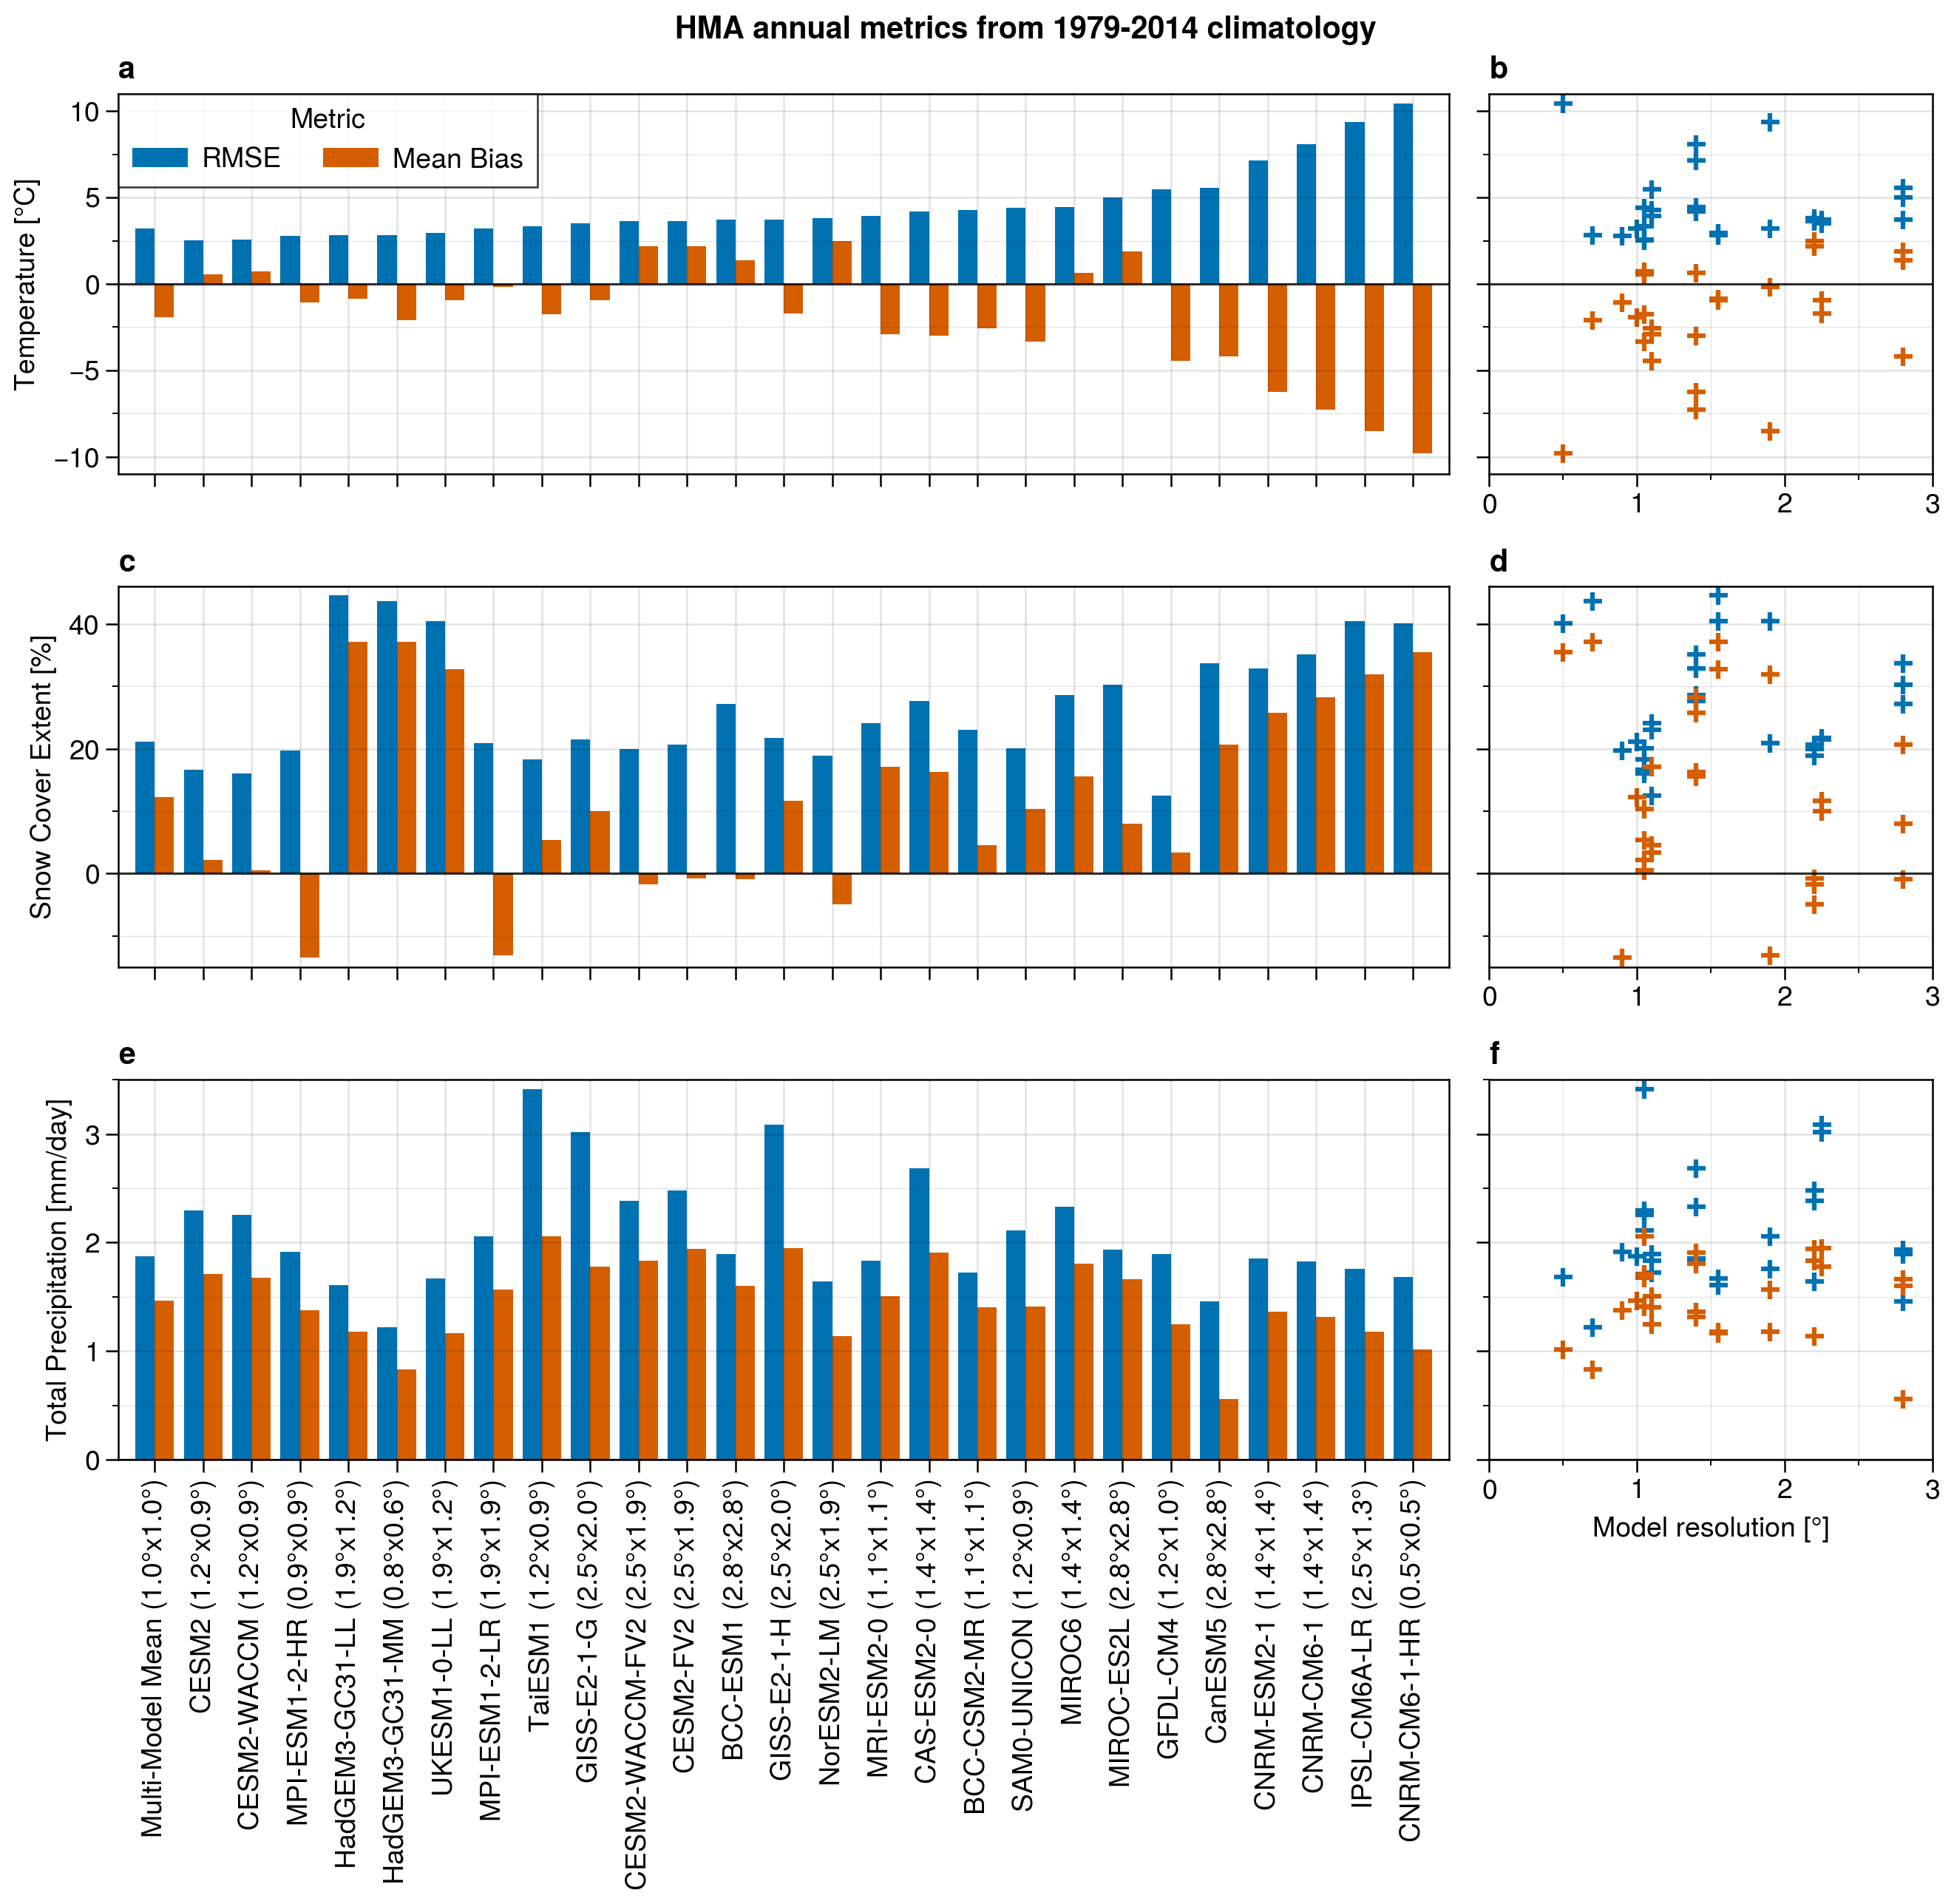 HMA annual metrics from 1979-2014 climatology
a
b
Metric
RMSE
Mean Bias
Temperature [°C]
10
5
0
−5
−10
0
1
2
3
c
d
Snow Cover Extent [%]
40
20
0
0
1
2
3
e
f
Total Precipitation [mm/day]
3
2
1
0
0
1
2
3
Model resolution [°]
Multi-Model Mean (1.0°x1.0°)
CESM2 (1.2°x0.9°)
CESM2-WACCM (1.2°x0.9°)
MPI-ESM1-2-HR (0.9°x0.9°)
HadGEM3-GC31-LL (1.9°x1.2°)
HadGEM3-GC31-MM (0.8°x0.6°)
UKESM1-0-LL (1.9°x1.2°)
MPI-ESM1-2-LR (1.9°x1.9°)
TaiESM1 (1.2°x0.9°)
GISS-E2-1-G (2.5°x2.0°)
CESM2-WACCM-FV2 (2.5°x1.9°)
CESM2-FV2 (2.5°x1.9°)
BCC-ESM1 (2.8°x2.8°)
GISS-E2-1-H (2.5°x2.0°)
NorESM2-LM (2.5°x1.9°)
MRI-ESM2-0 (1.1°x1.1°)
CAS-ESM2-0 (1.4°x1.4°)
BCC-CSM2-MR (1.1°x1.1°)
SAM0-UNICON (1.2°x0.9°)
MIROC6 (1.4°x1.4°)
MIROC-ES2L (2.8°x2.8°)
GFDL-CM4 (1.2°x1.0°)
CanESM5 (2.8°x2.8°)
CNRM-ESM2-1 (1.4°x1.4°)
CNRM-CM6-1 (1.4°x1.4°)
IPSL-CM6A-LR (2.5°x1.3°)
CNRM-CM6-1-HR (0.5°x0.5°)